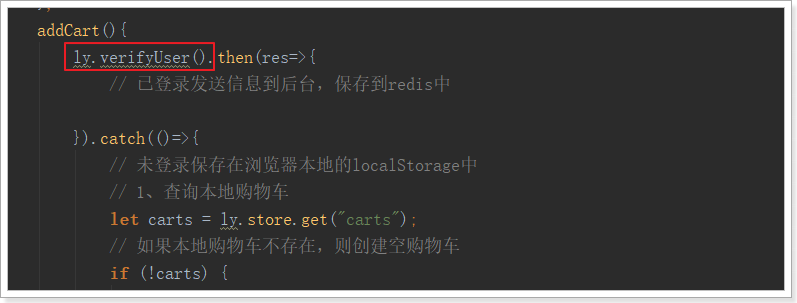 addCart(){
ly.verifyUser().then(res=>{
// 已登录发送信息到后台，保存到redis中
}).catch(()=>{
// 未登录保存在浏览器本地的localStorage中
// 1、查询本地购物车
let carts = ly.store.get("carts");
// 如果本地购物车不存在，则创建空购物车
if (!carts) {